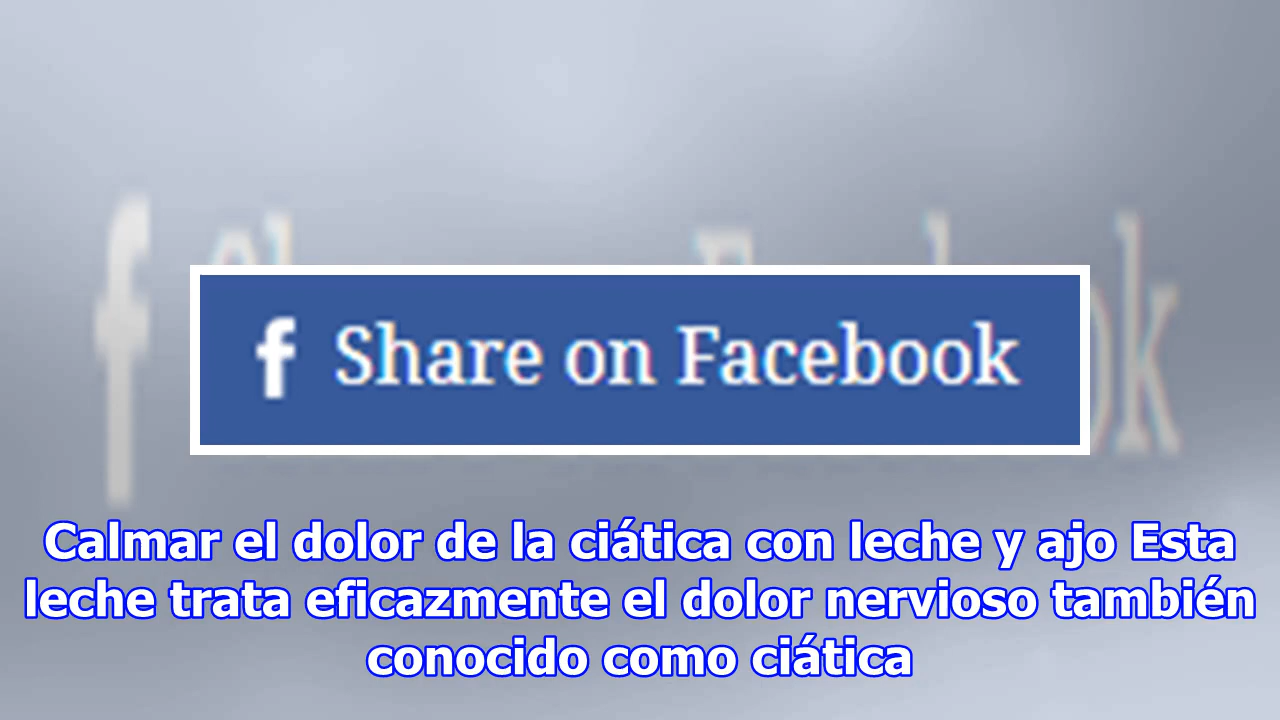 f Share on Facebook
Calmar el dolor de la ciática con leche y ajo Esta
leche trata eficazmente el dolor nervioso también
conocido como ciática